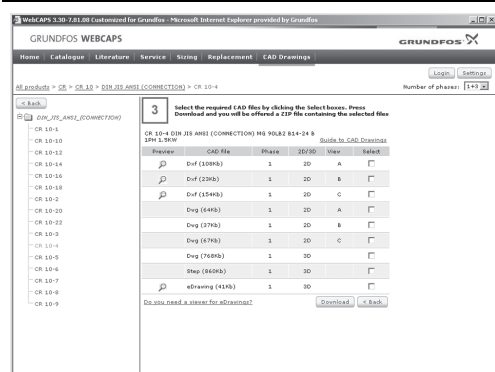 WebCAPS 3.30-7.81.08 Customized for Grundfos - Microsoft Internet Explorer provided by Grundfos
GRUNDFOS WEBCAPS
GRUNDFOS
Home Catalogue Literature Service Sizing Replacement CAD Drawings
Login Settings
All products > CR > CR 10 > DIN JIS ANSI (CONNECTION) > CR 10-4
Number of phases: 1+3
< Back
DIN_JIS_ANSI_(CONNECTION)
CR 10-1
CR 10-10
CR 10-12
CR 10-14
CR 10-16
CR 10-18
CR 10-2
CR 10-20
CR 10-22
CR 10-3
CR 10-4
CR 10-5
CR 10-6
CR 10-7
CR 10-8
CR 10-9
3
Select the required CAD files by clicking the Select boxes. Press
Download and you will be offered a ZIP file containing the selected files
CR 10-4 DIN JIS ANSI (CONNECTION) MG 90LB2 B14-24 B
1PH 1.5KW
Guide to CAD Drawings
Preview CAD file Phase 2D/3D View Select
Dxf (108Kb) 1 2D A
Dxf (23Kb) 1 2D B
Dxf (154Kb) 1 2D C
Dwg (64Kb) 1 2D A
Dwg (37Kb) 1 2D B
Dwg (67Kb) 1 2D C
Dwg (768Kb) 1 3D
Step (860Kb) 1 3D
eDrawing (41Kb) 1 3D
Do you need a viewer for eDrawings?
Download < Back